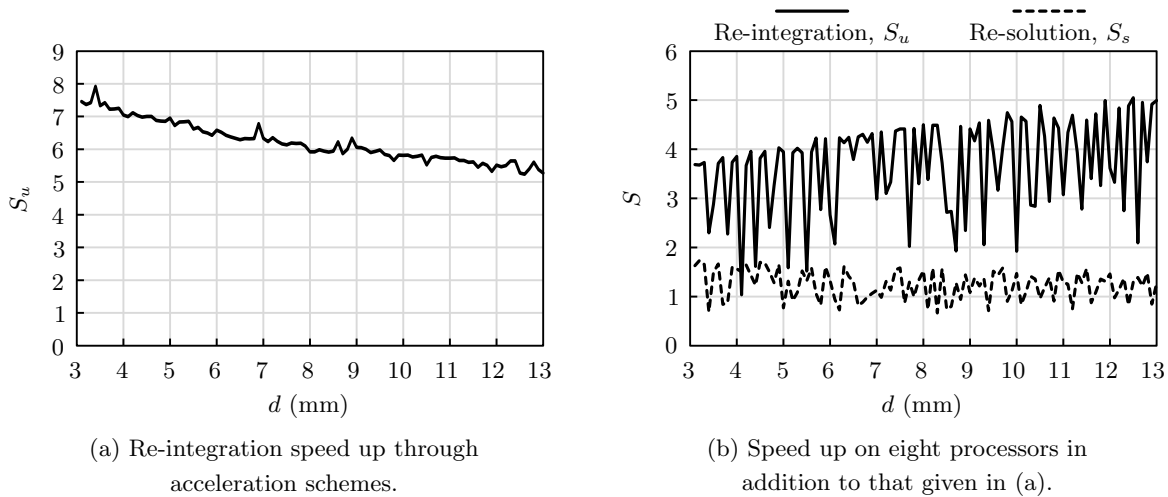 Re-integration, S_u Re-solution, S_s
9
8
7
6
5
4
3
2
1
0
S_u
3 4 5 6 7 8 9 10 11 12 13
d (mm)
(a) Re-integration speed up through
acceleration schemes.
6
5
4
3
2
1
0
S
3 4 5 6 7 8 9 10 11 12 13
d (mm)
(b) Speed up on eight processors in
addition to that given in (a).